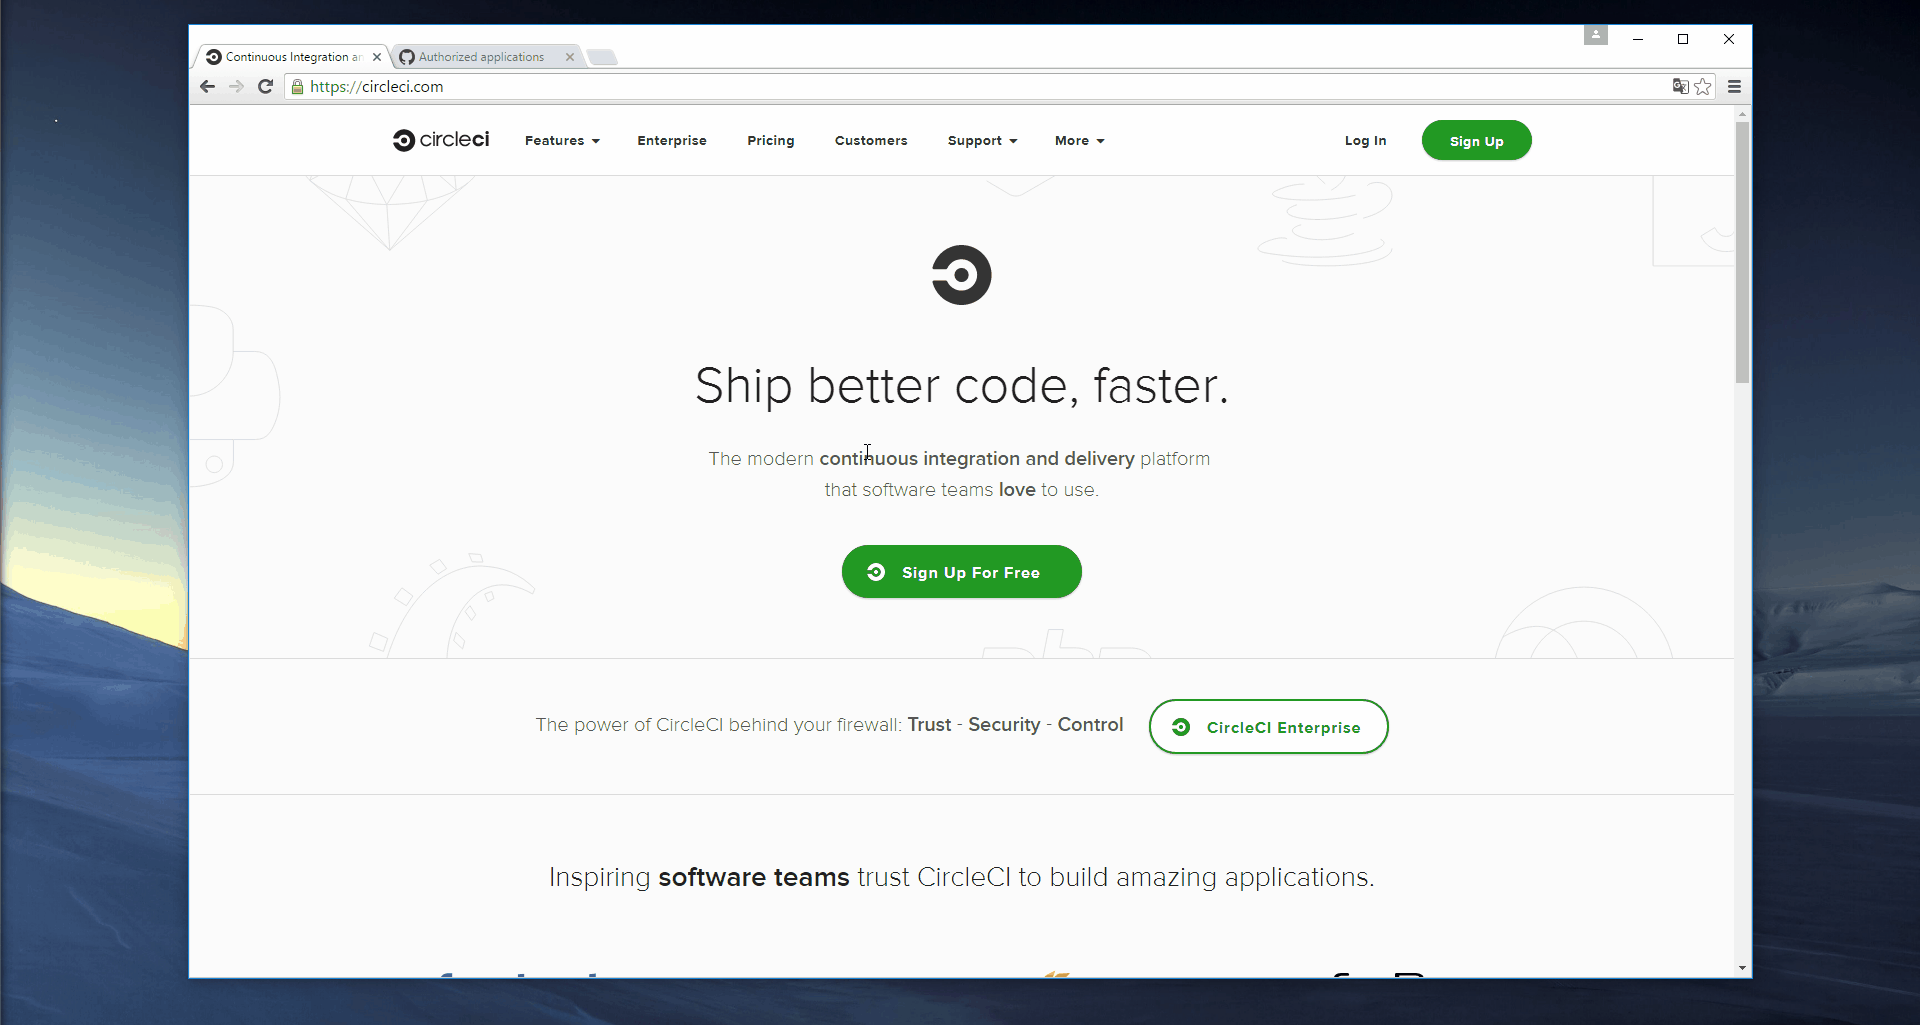 Continuous Integration a
Authorized applications
https://circleci.com
circleci
Features
Enterprise
Pricing
Customers
Support
More
Log In
Sign Up
Ship better code, faster.
The modern continuous integration and delivery platform
that software teams love to use.
Sign Up For Free
php
The power of CircleCI behind your firewall: Trust - Security - Control
CircleCI Enterprise
Inspiring software teams trust CircleCI to build amazing applications.